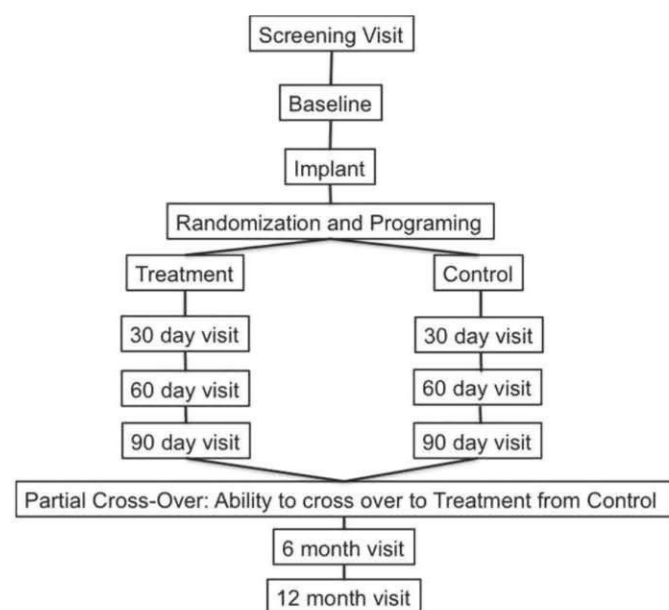 Screening Visit
Baseline
Implant
Randomization and Programing
Treatment
Control
30 day visit
30 day visit
60 day visit
60 day visit
90 day visit
90 day visit
Partial Cross-Over: Ability to cross over to Treatment from Control
6 month visit
12 month visit